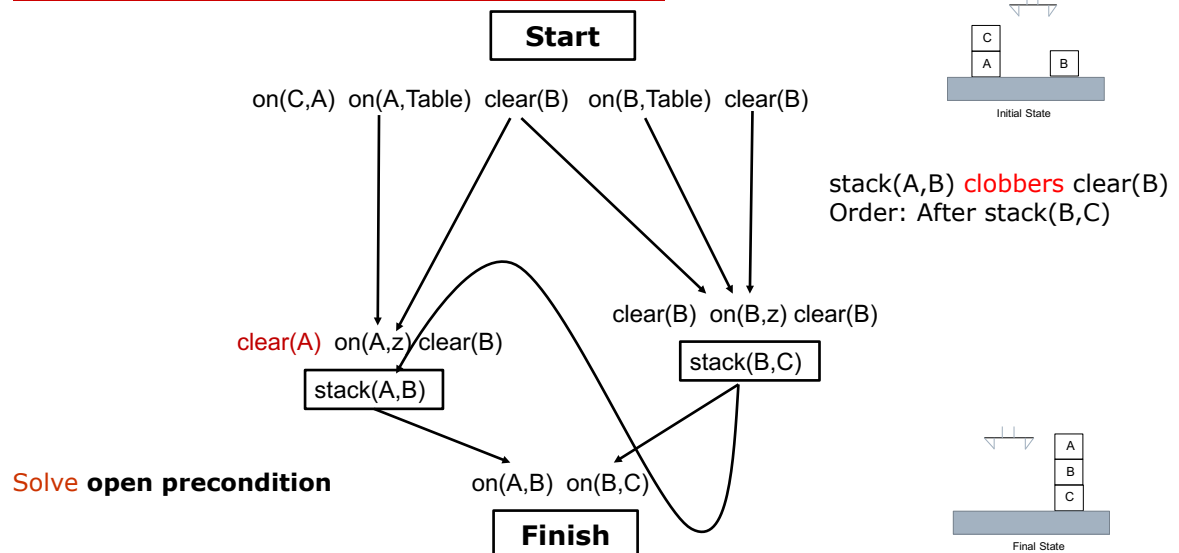 Start
C
A
B
Initial State
on(C,A) on(A,Table) clear(B) on(B,Table) clear(B)
stack(A,B) clobbers clear(B)
Order: After stack(B,C)
clear(B) on(B,z) clear(B)
clear(A) on(A,z) clear(B)
stack(B,C)
stack(A,B)
Solve open precondition
on(A,B) on(B,C)
Finish
A
B
C
Final State